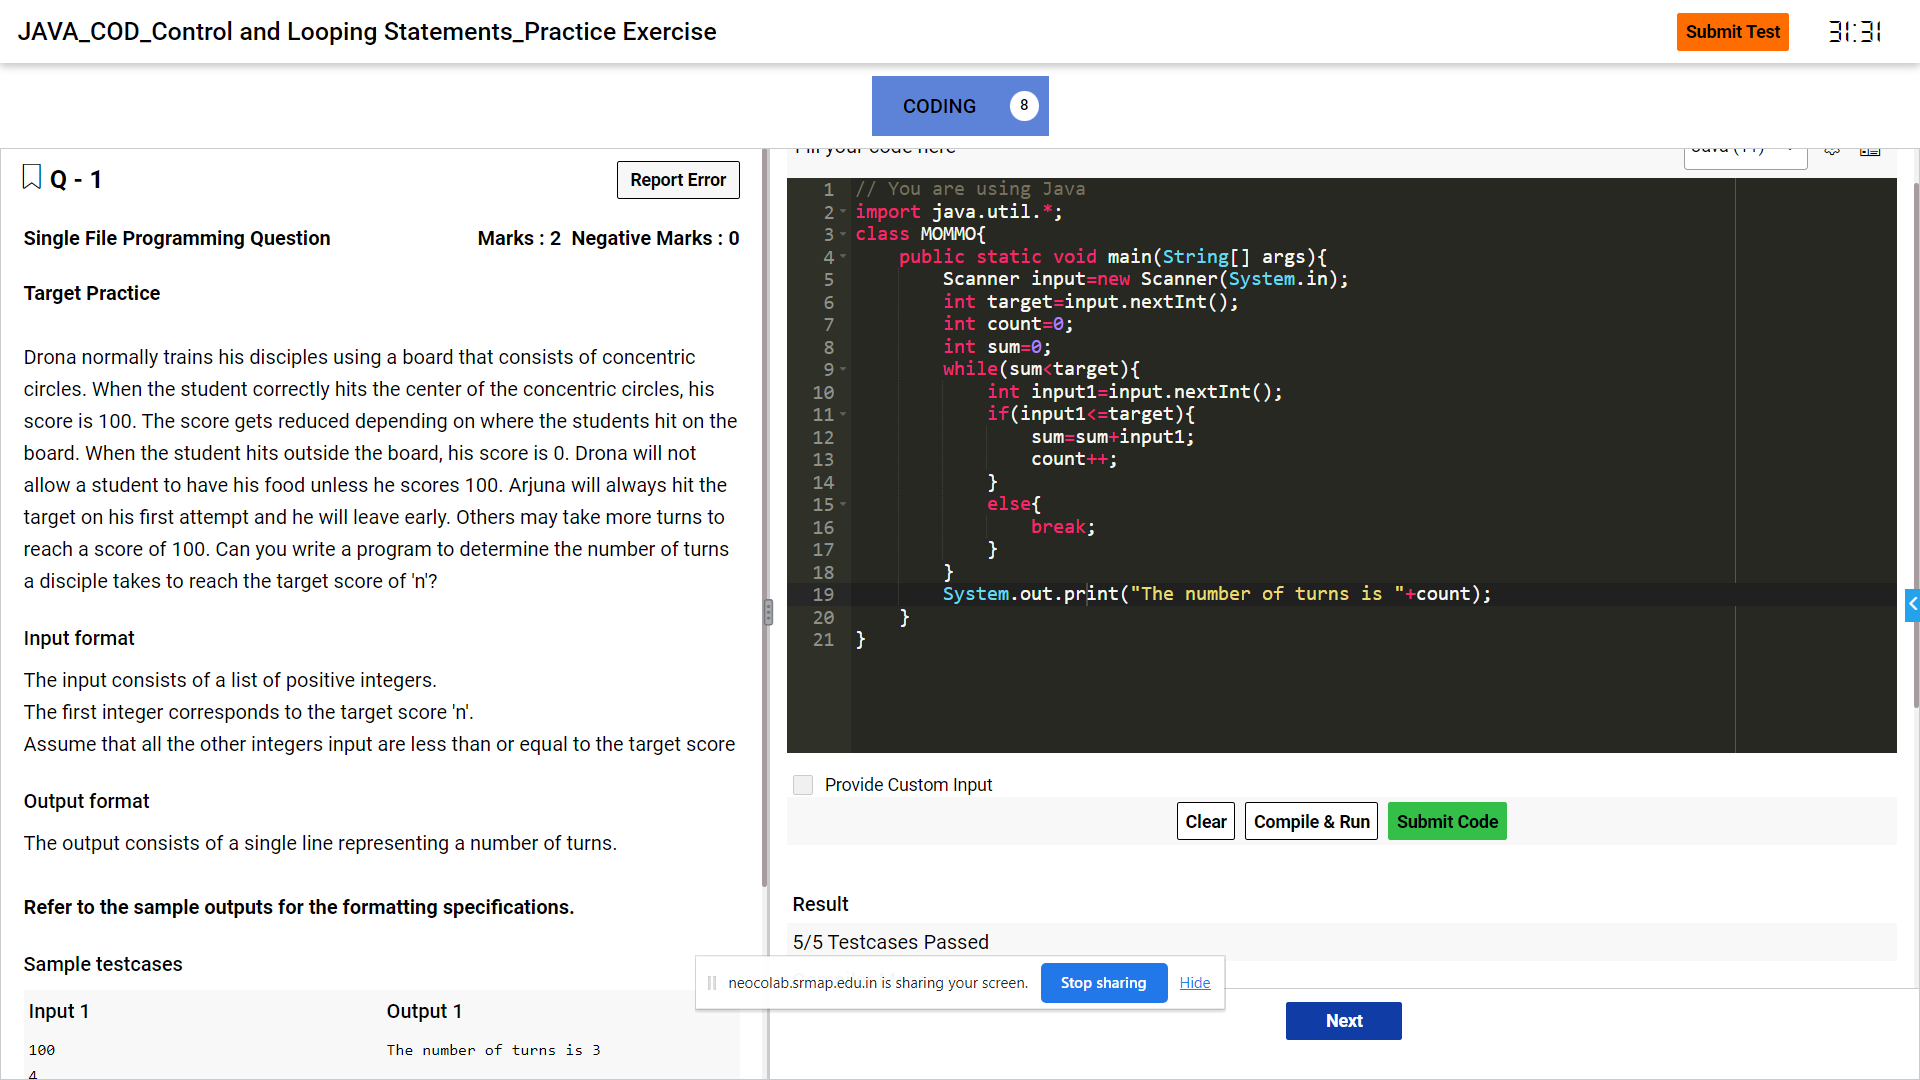 JAVA_COD_Control and Looping Statements_Practice Exercise
Submit Test
31:31
CODING 8
Q - 1
Report Error
Single File Programming Question
Marks : 2 Negative Marks : 0
Target Practice
Drona normally trains his disciples using a board that consists of concentric
circles. When the student correctly hits the center of the concentric circles, his
score is 100. The score gets reduced depending on where the students hit on the
board. When the student hits outside the board, his score is 0. Drona will not
allow a student to have his food unless he scores 100. Arjuna will always hit the
target on his first attempt and he will leave early. Others may take more turns to
reach a score of 100. Can you write a program to determine the number of turns
a disciple takes to reach the target score of 'n'?
Input format
The input consists of a list of positive integers.
The first integer corresponds to the target score 'n'.
Assume that all the other integers input are less than or equal to the target score
Output format
The output consists of a single line representing a number of turns.
Refer to the sample outputs for the formatting specifications.
Sample testcases
Input 1 Output 1
100 The number of turns is 3
4
Fill your code here
Java (11)
1 // You are using Java
2 import java.util.*;
3 class MOMMO{
4 public static void main(String[] args){
5 Scanner input=new Scanner(System.in);
6 int target=input.nextInt();
7 int count=0;
8 int sum=0;
9 while(sum<target){
10 int input1=input.nextInt();
11 if(input1<=target){
12 sum=sum+input1;
13 count++;
14 }
15 else{
16 break;
17 }
18 }
19 System.out.print("The number of turns is "+count);
20 }
21 }
Provide Custom Input
Clear
Compile & Run
Submit Code
Result
5/5 Testcases Passed
neocolab.srmap.edu.in is sharing your screen.
Stop sharing
Hide
Next